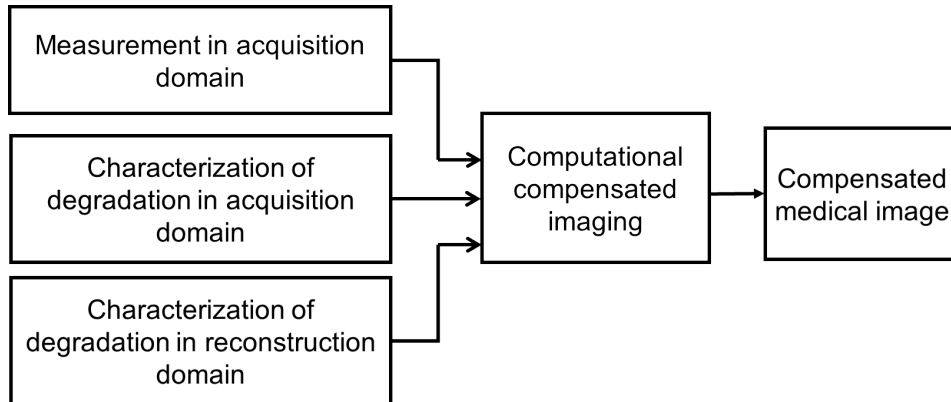 Measurement in acquisition
domain
Characterization of
degradation in acquisition
domain
Characterization of
degradation in reconstruction
domain
Computational
compensated
imaging
Compensated
medical image